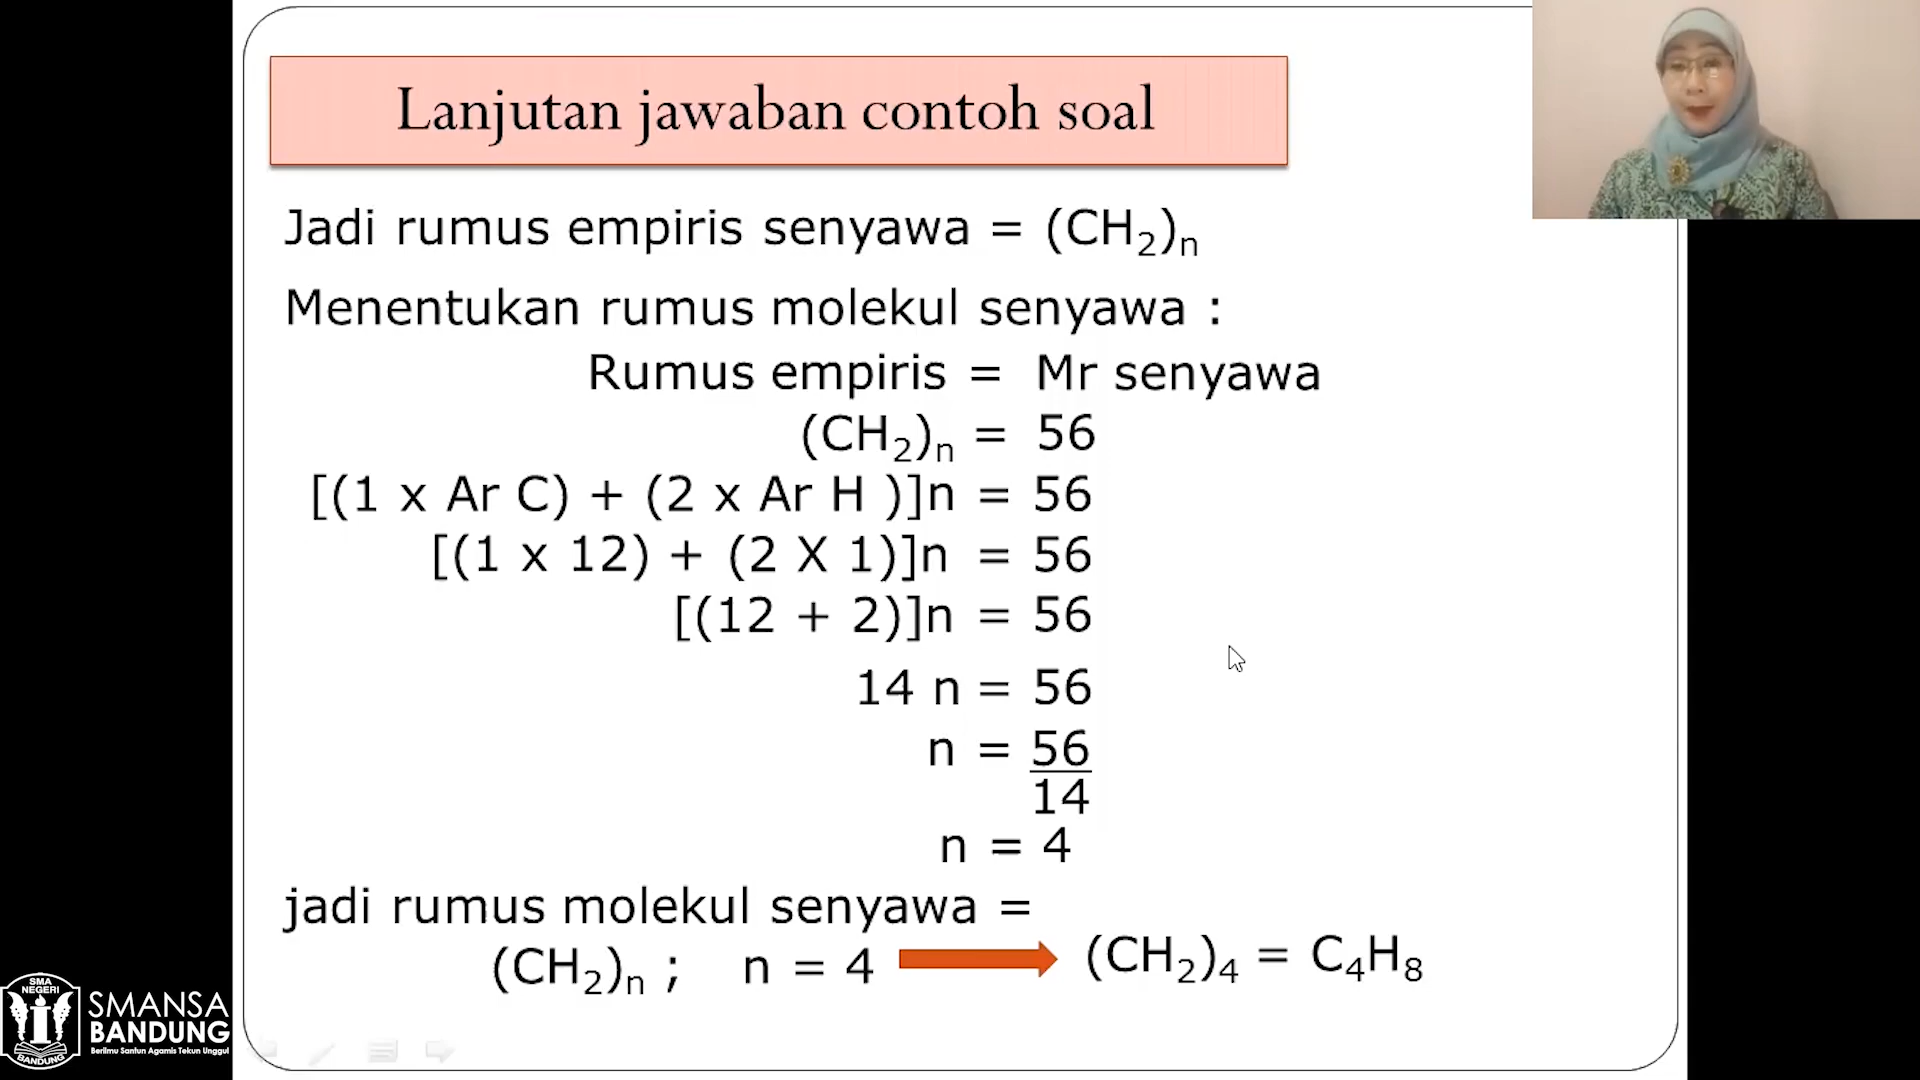 Lanjutan jawaban contoh soal
Jadi rumus empiris senyawa = (CH₂)ₙ
Menentukan rumus molekul senyawa :
Rumus empiris = Mr senyawa
(CH₂)ₙ = 56
[(1 x Ar C) + (2 x Ar H )]n = 56
[(1 x 12) + (2 X 1)]n = 56
[(12 + 2)]n = 56
14 n = 56
n = 56
14
n = 4
jadi rumus molekul senyawa =
(CH₂)ₙ ; n = 4 (CH₂)₄ = C₄H₈
SMA
NEGERI
1
BANDUNG
SMANSA
BANDUNG
Berilmu Santun Agamis Tekun Unggul